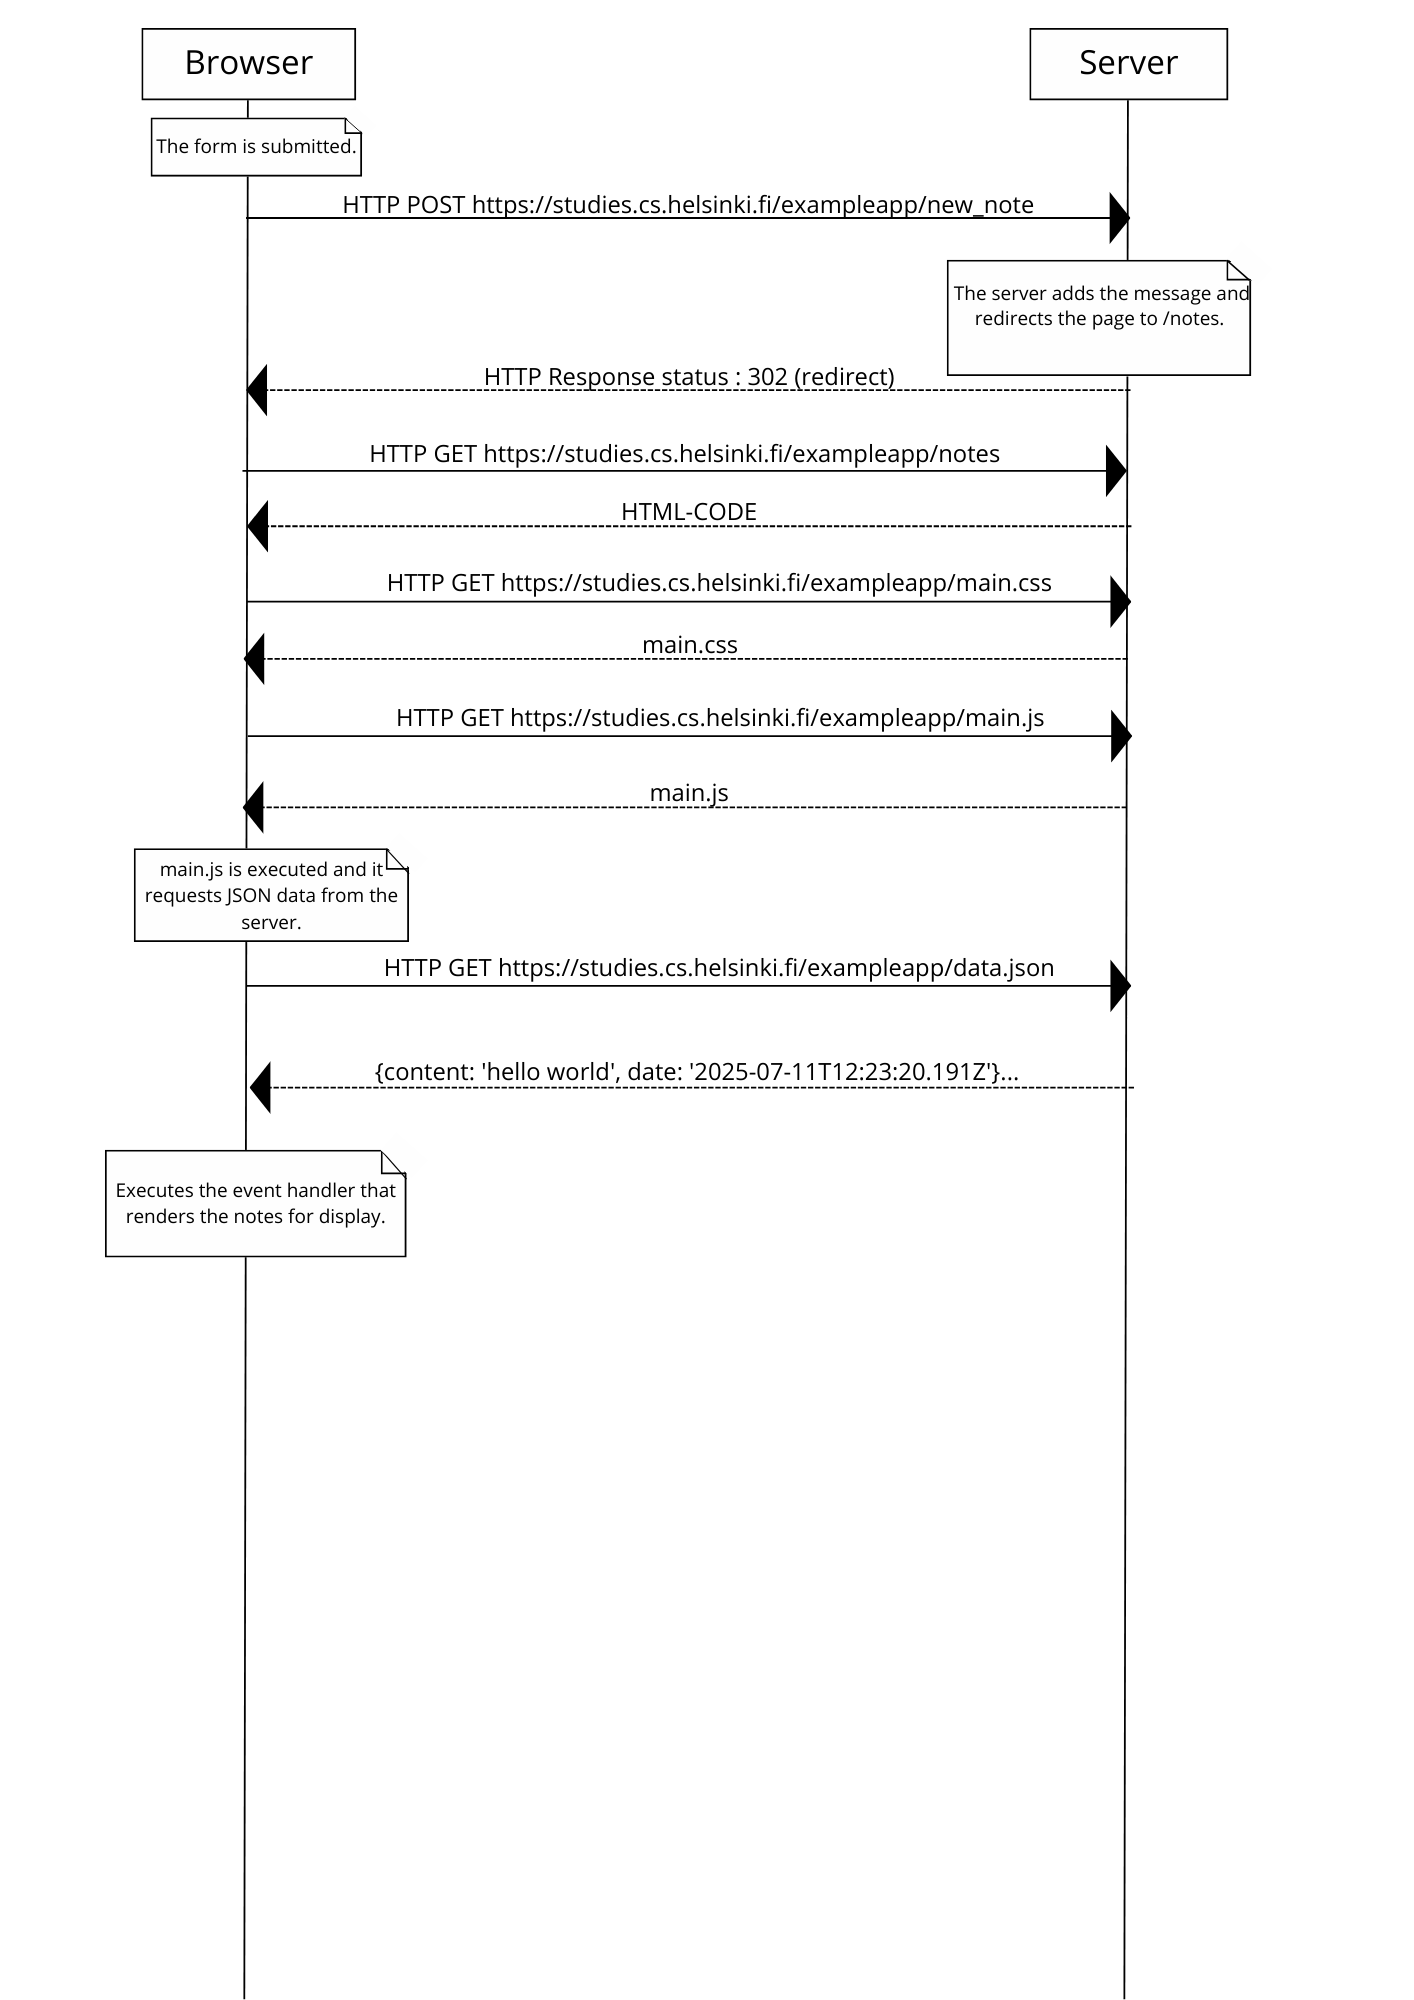 Browser
Server
The form is submitted.
HTTP POST https://studies.cs.helsinki.fi/exampleapp/new_note
The server adds the message and
redirects the page to /notes.
HTTP Response status : 302 (redirect)
HTTP GET https://studies.cs.helsinki.fi/exampleapp/notes
HTML-CODE
HTTP GET https://studies.cs.helsinki.fi/exampleapp/main.css
main.css
HTTP GET https://studies.cs.helsinki.fi/exampleapp/main.js
main.js
main.js is executed and it
requests JSON data from the
server.
HTTP GET https://studies.cs.helsinki.fi/exampleapp/data.json
{content: 'hello world', date: '2025-07-11T12:23:20.191Z'}...
Executes the event handler that
renders the notes for display.